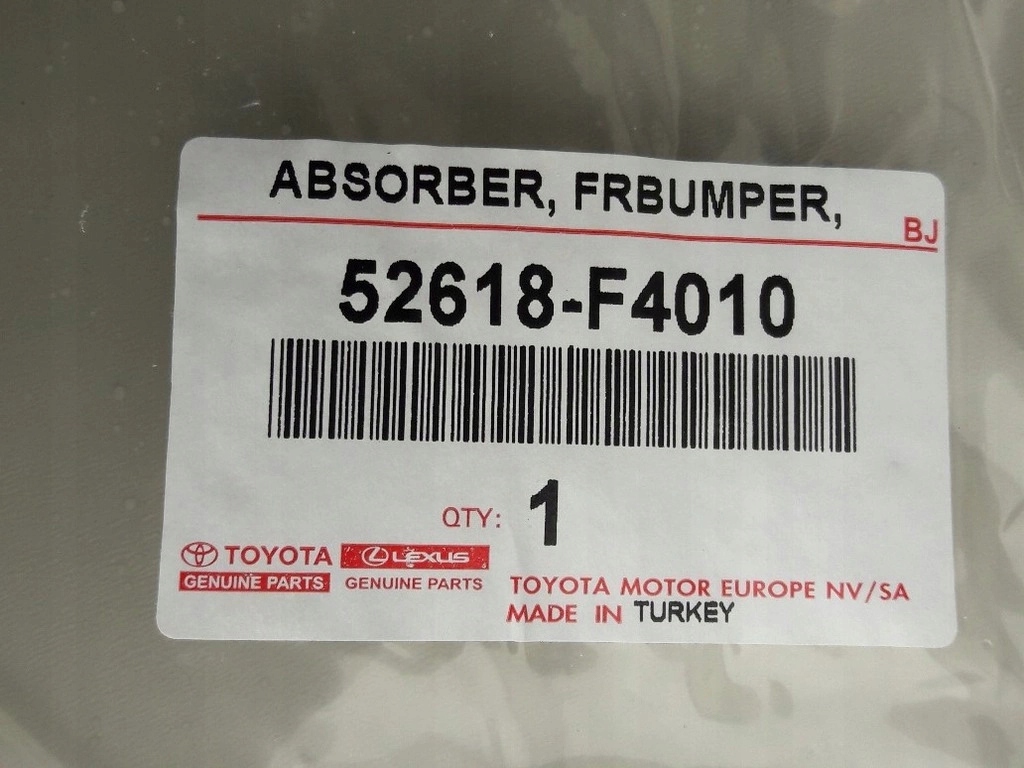 ABSORBER, FRBUMPER,
BJ
52618-F4010
QTY: 1
TOYOTA LEXUS
GENUINE PARTS GENUINE PARTS
TOYOTA MOTOR EUROPE NV/SA
MADE IN TURKEY